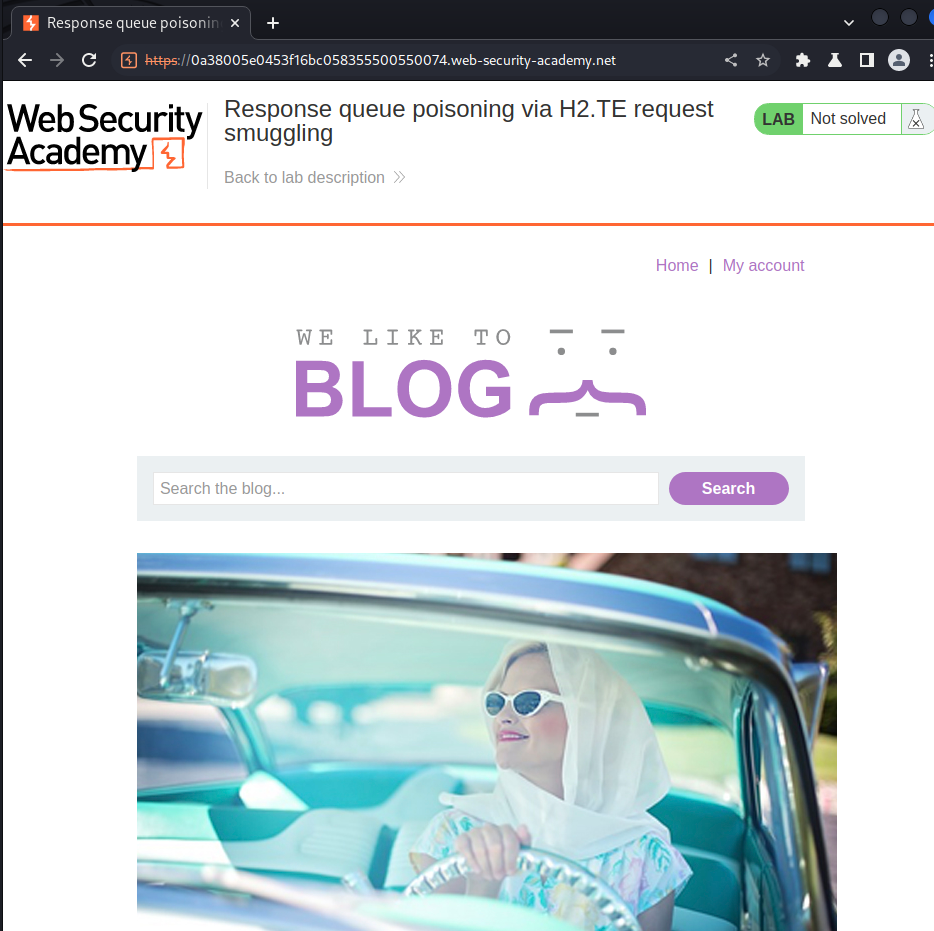 Response queue poisonin
https://0a38005e0453f16bc058355500550074.web-security-academy.net
Web Security
Academy
Response queue poisoning via H2.TE request
smuggling
Back to lab description
LAB Not solved
Home | My account
WE LIKE TO
BLOG
Search the blog...
Search